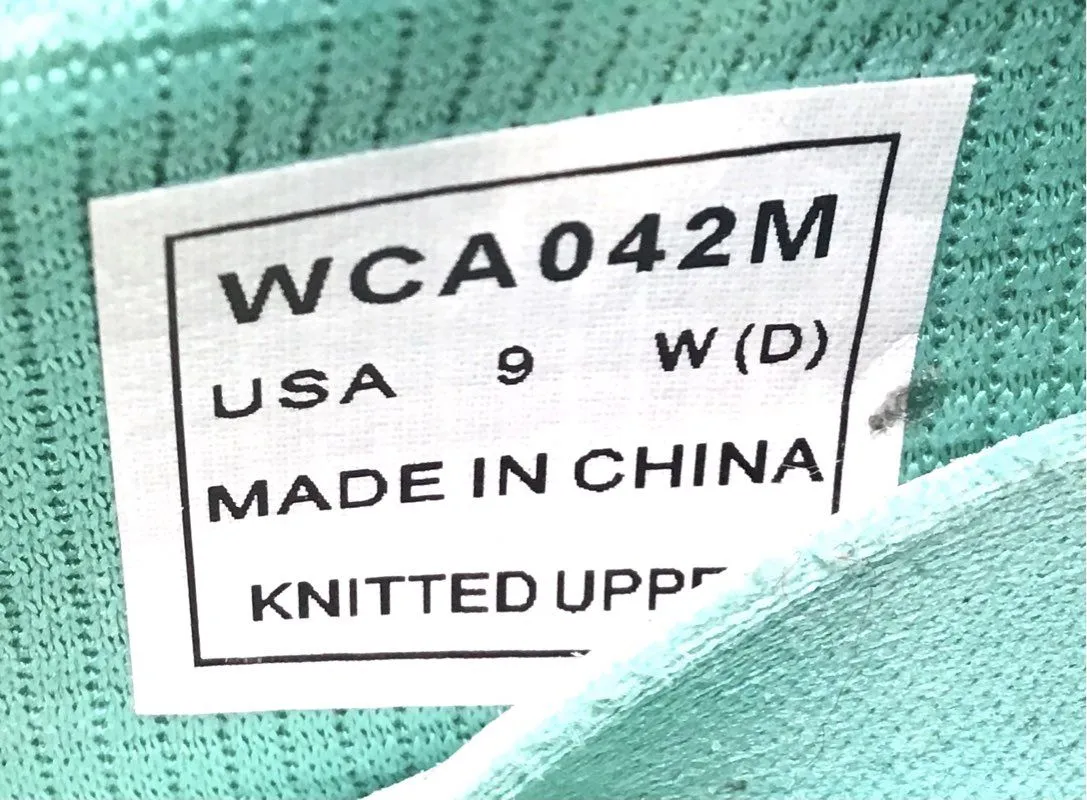 WCA042M
USA 9 W(D)
MADE IN CHINA
KNITTED